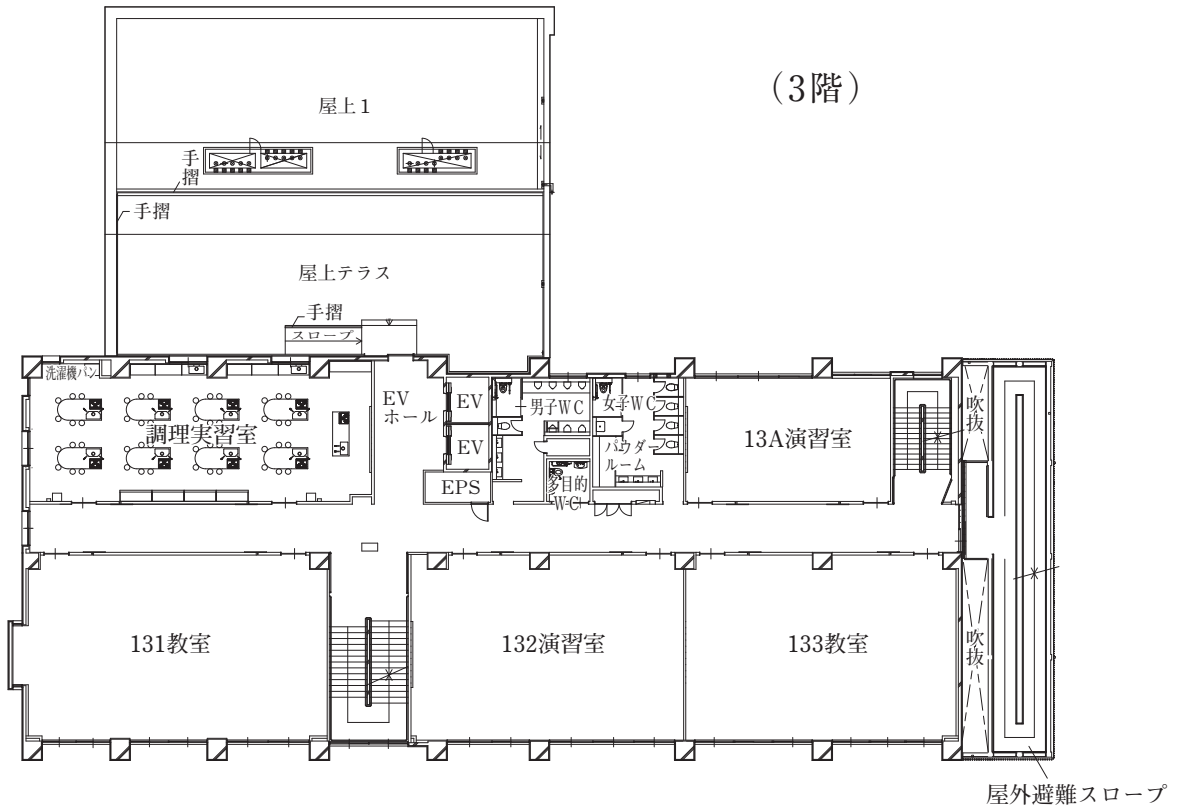 (3階)
屋上1
手
摺
手摺
屋上テラス
手摺
スロープ
洗濯機パン
調理実習室
EV
ホール
EV
EV
EPS
男子WC
女子WC
パウダー
ルーム
多目的
WC
13A演習室
吹
抜
131教室
132演習室
133教室
吹
抜
屋外避難スロープ